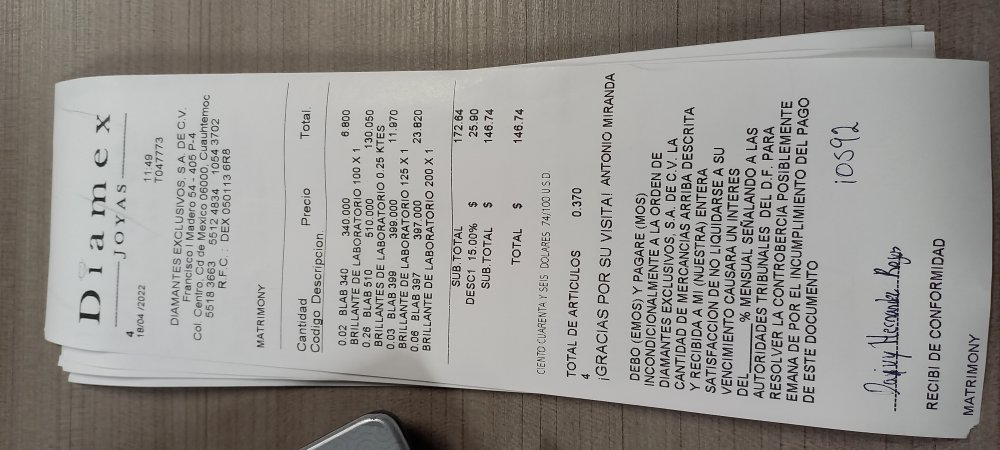 Diamex
JOYAS
4
18/04 /2022 11:49
T047773
DIAMANTES EXCLUSIVOS, S.A. DE C.V.
Francisco I Madero 54 - 405 P-4
Col. Centro, Cd de Mexico 06000, Cuauhtemoc
5518 3663 5512 4834 1054 3702
R.F.C. : DEX 050113 6R8
MATRIMONY
Cantidad Precio Total.
Codigo Descripcion
0.02 BLAB 340 340.000 6.800
BRILLANTE DE LABORATORIO 100 X 1
0.26 BLAB 510 510.000 130.050
BRILLANTES DE LABORATORIO 0.25 KTES
0.03 BLAB 399 399.000 11.970
BRILLANTE DE LABORATORIO 125 X 1
0.06 BLAB 397 397.000 23.820
BRILLANTE DE LABORATORIO 200 X 1
SUB.TOTAL 172.64
DESC1 15.00% $ 25.90
SUB.TOTAL $ 146.74
TOTAL $ 146.74
CIENTO CUARENTA Y SEIS DOLARES 74/100 U.S.D.
TOTAL DE ARTICULOS 0.370
4
¡GRACIAS POR SU VISITA! ANTONIO MIRANDA
DEBO (EMOS) Y PAGARE (MOS)
INCONDICIONALMENTE A LA ORDEN DE
DIAMANTES EXCLUSIVOS, S.A. DE C.V. LA
CANTIDAD DE MERCANCIAS ARRIBA DESCRITA
Y RECIBIDA A MI (NUESTRA) ENTERA
SATISFACCION DE NO LIQUIDARSE A SU
VENCIMIENTO CAUSARA UN INTERES
DEL______% MENSUAL SEÑALANDO A LAS
AUTORIDADES TRIBUNALES DEL D.F. PARA
RESOLVER LA CONTROBERCIA POSIBLEMENTE
EMANA DE POR EL INCUMPLIMIENTO DEL PAGO
DE ESTE DOCUMENTO
10592
Hernandez Rojas
RECIBI DE CONFORMIDAD
MATRIMONY